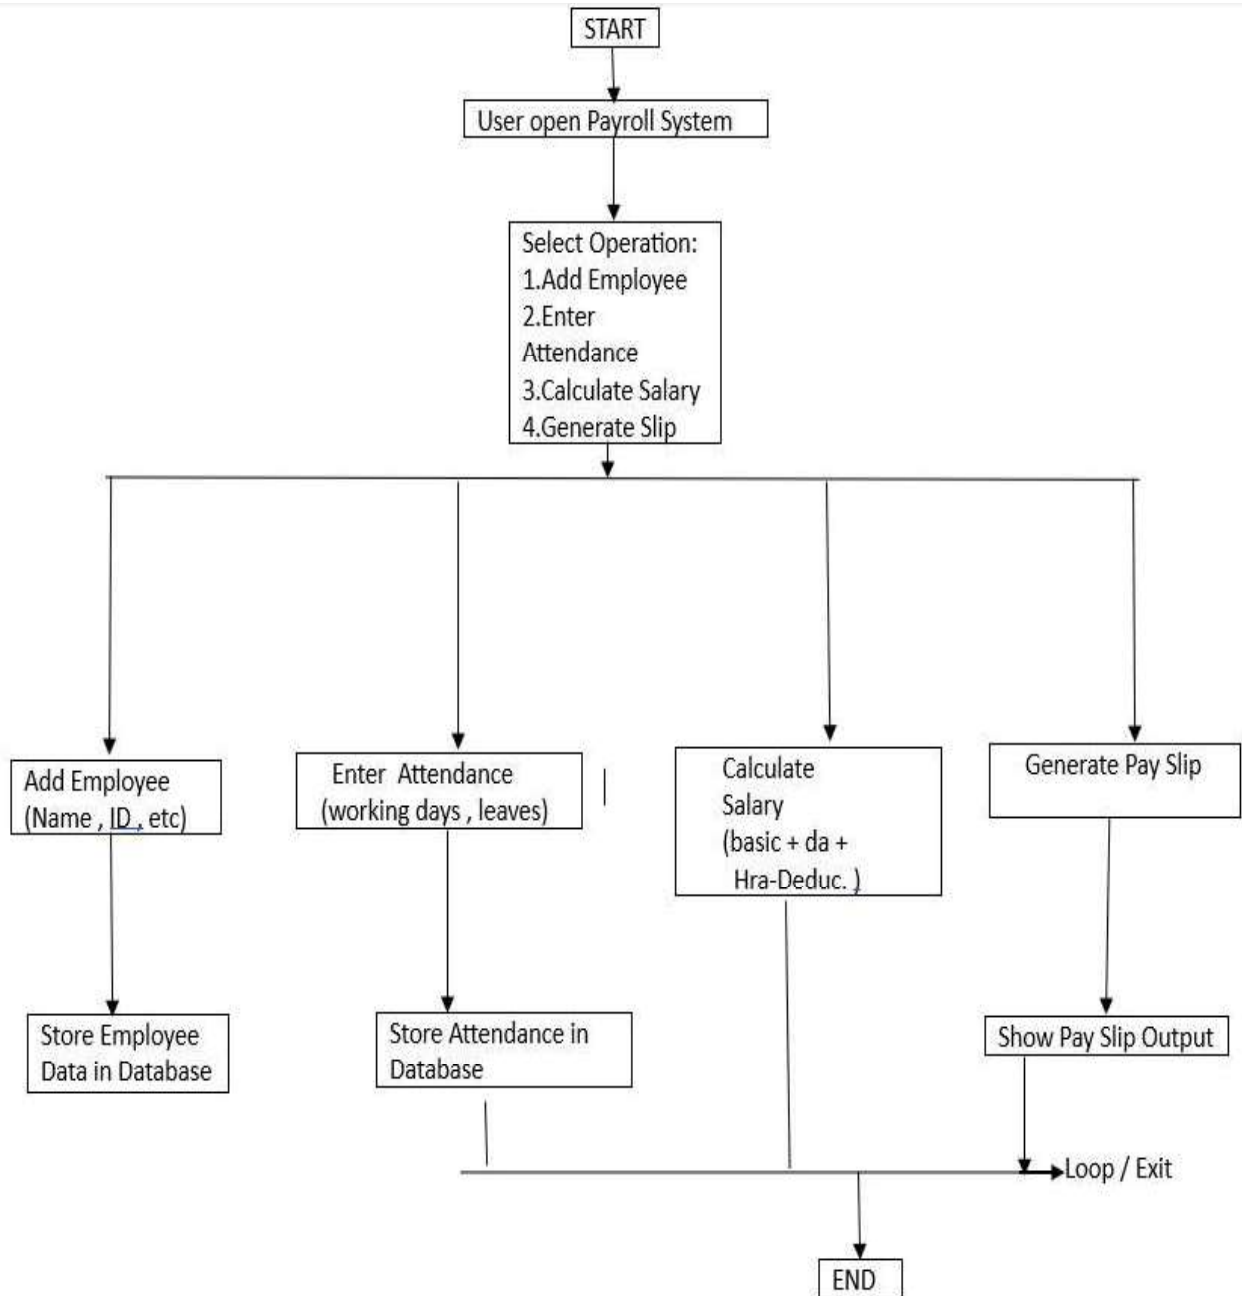 START
User open Payroll System
Select Operation:
1.Add Employee
2.Enter
Attendance
3.Calculate Salary
4.Generate Slip
Add Employee
(Name , ID , etc)
Enter Attendance
(working days , leaves)
Calculate
Salary
(basic + da +
Hra-Deduc. )
Generate Pay Slip
Store Employee
Data in Database
Store Attendance in
Database
Show Pay Slip Output
Loop / Exit
END